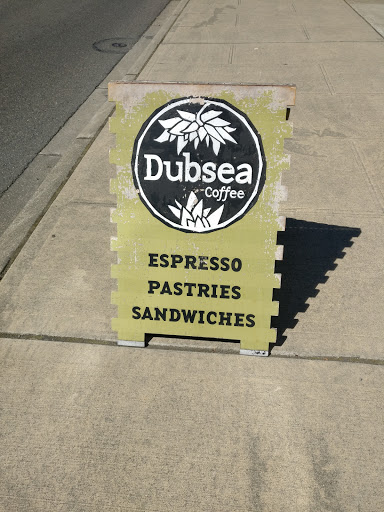 Dubsea
Coffee
ESPRESSO
PASTRIES
SANDWICHES